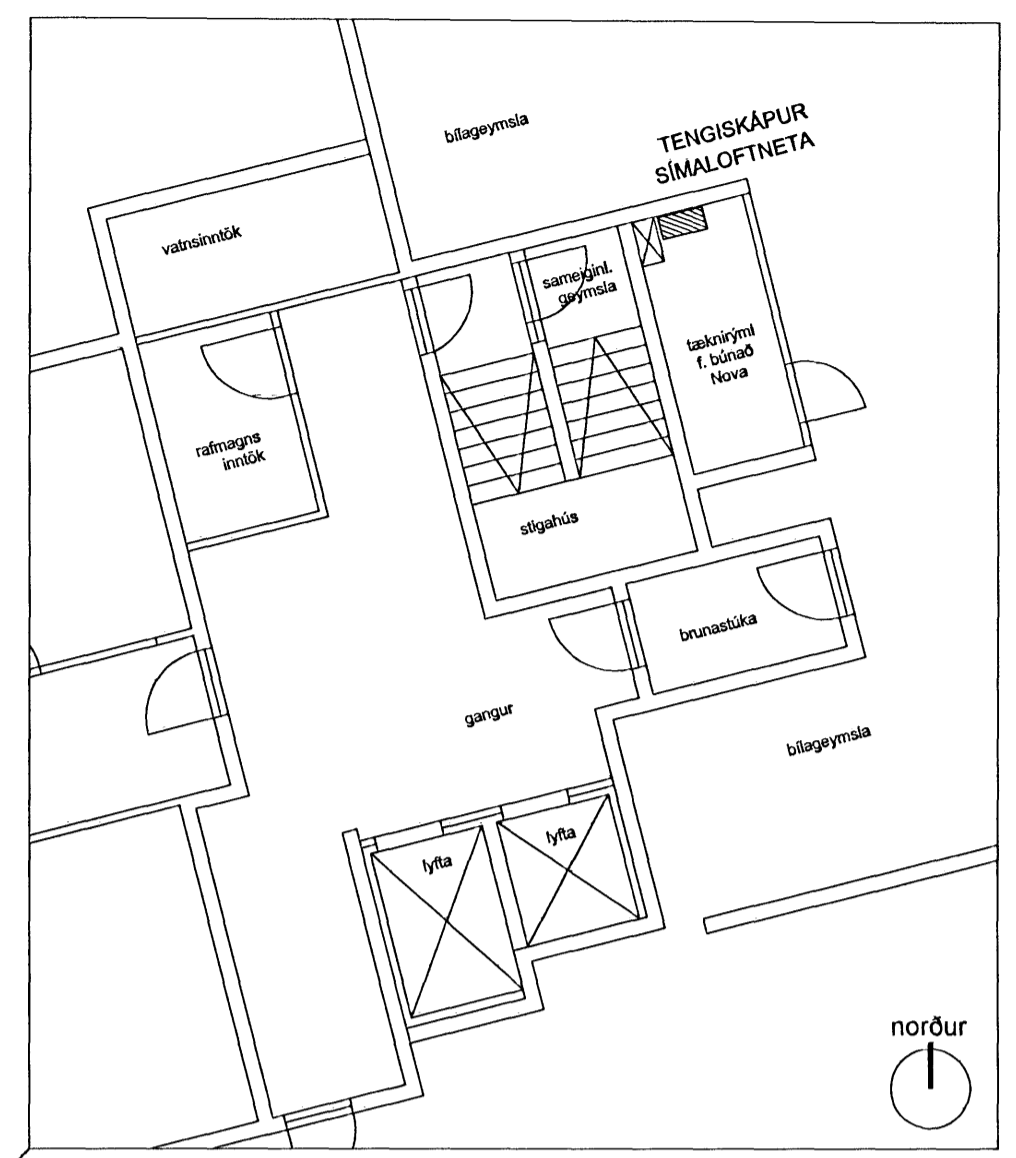 bílageymsla
TENGISKÁPUR
SÍMALOFTNETA
vatnsinntök
sameiginl.
geymsla
tæknirýmI
f. búnað
Nova
rafmagns
inntök
stigahús
brunastúka
gangur
bílageymsla
lyfta
lyfta
norður